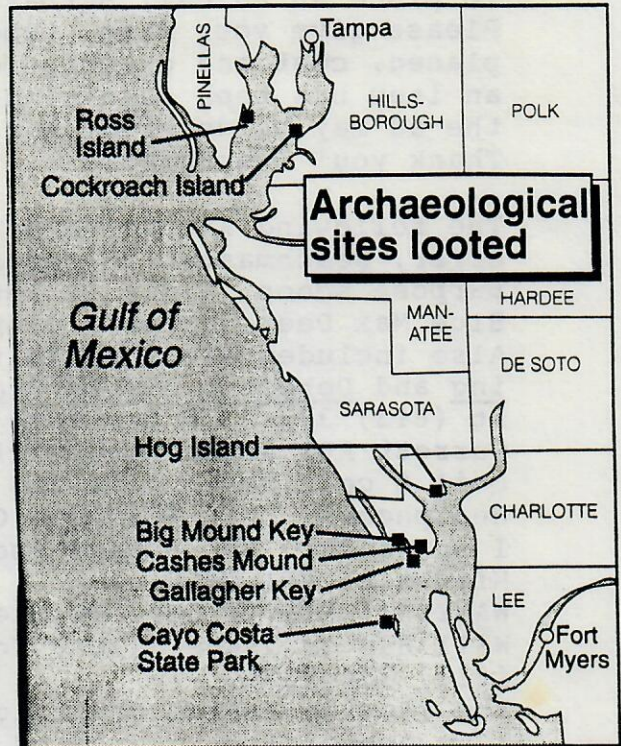 Tampa
PINELLAS
HILLS-
BOROUGH
POLK
Ross
Island
Cockroach Island
Archaeological
sites looted
HARDEE
Gulf of
Mexico
MAN-
ATEE
DE SOTO
SARASOTA
Hog Island
CHARLOTTE
Big Mound Key
Cashes Mound
Gallagher Key
LEE
Cayo Costa
State Park
Fort
Myers